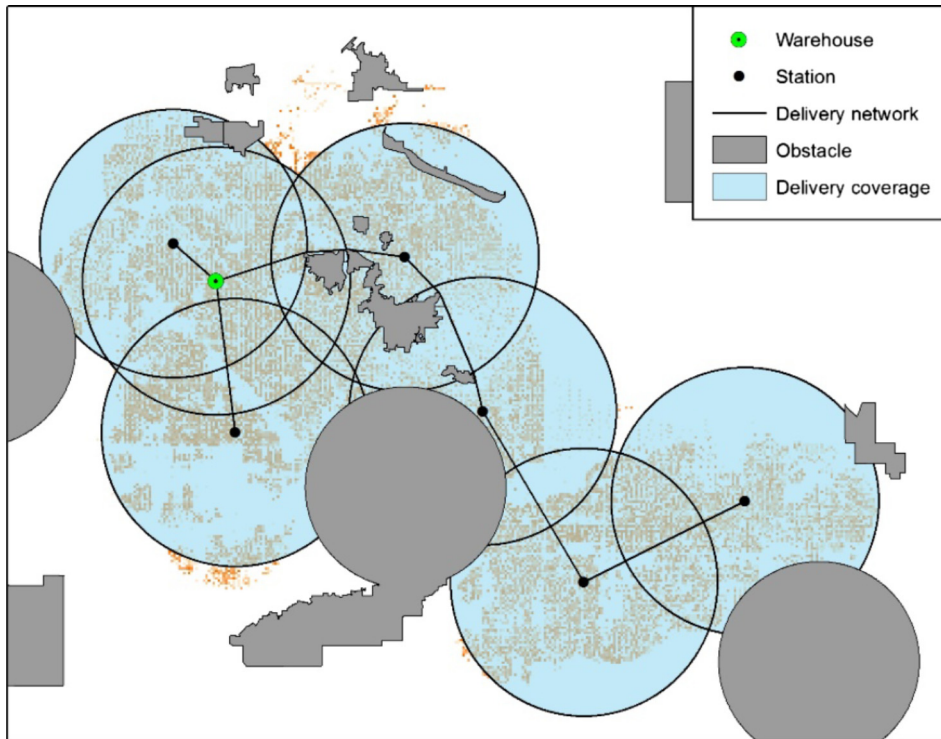 Warehouse
Station
Delivery network
Obstacle
Delivery coverage